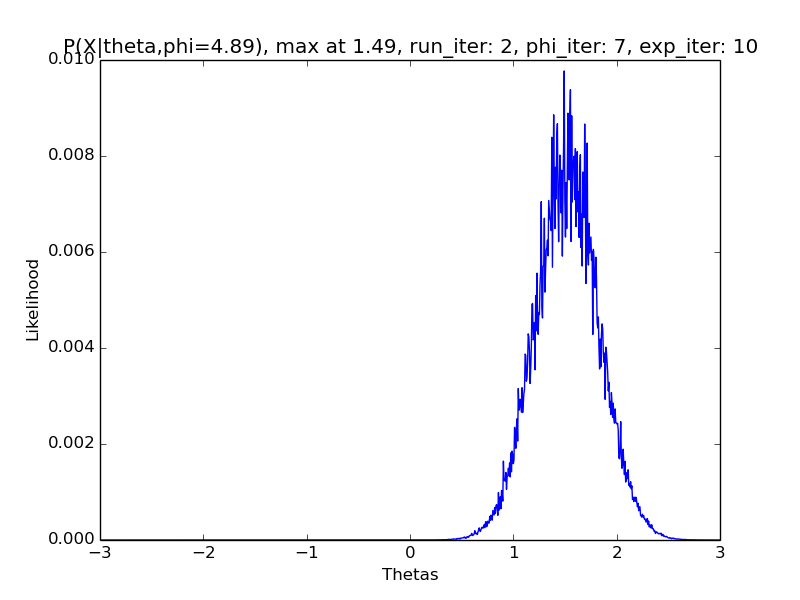 P(X|theta,phi=4.89), max at 1.49, run_iter: 2, phi_iter: 7, exp_iter: 10
0.010
0.008
0.006
0.004
0.002
0.000
Likelihood
−3 −2 −1 0 1 2 3
Thetas